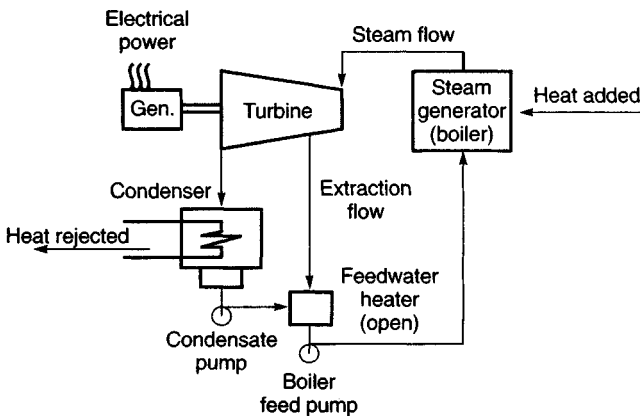 Electrical
power
Steam flow
Gen.
Turbine
Steam
generator
(boiler)
Heat added
Condenser
Extraction
flow
Heat rejected
Feedwater
heater
(open)
Condensate
pump
Boiler
feed pump